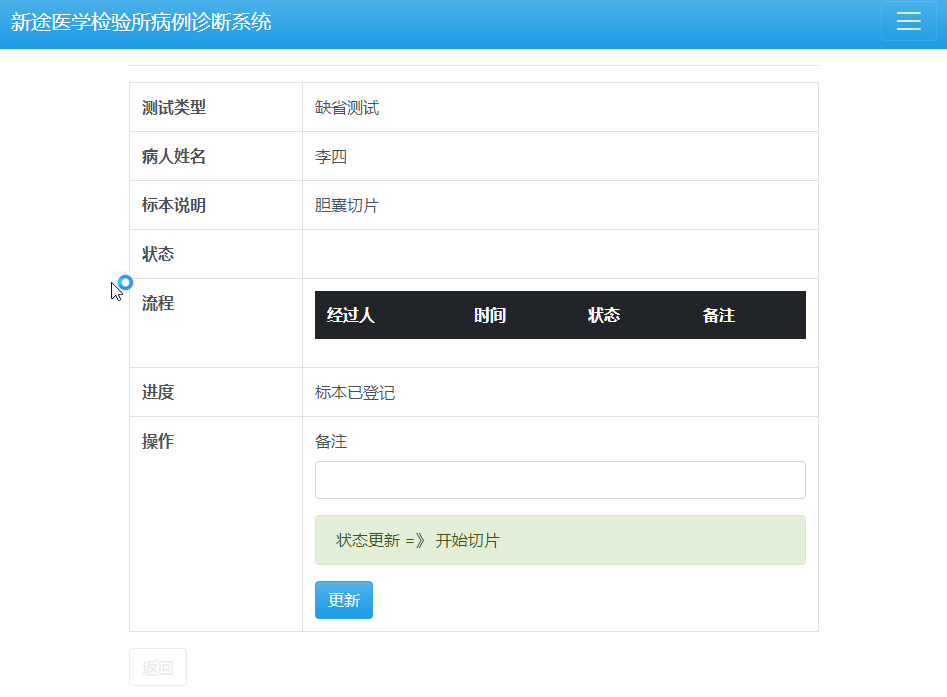 新途医学检验所病例诊断系统
测试类型 缺省测试
病人姓名 李四
标本说明 胆囊切片
状态
流程 经过人 时间 状态 备注
进度 标本已登记
操作 备注
状态更新 =》 开始切片
更新
返回